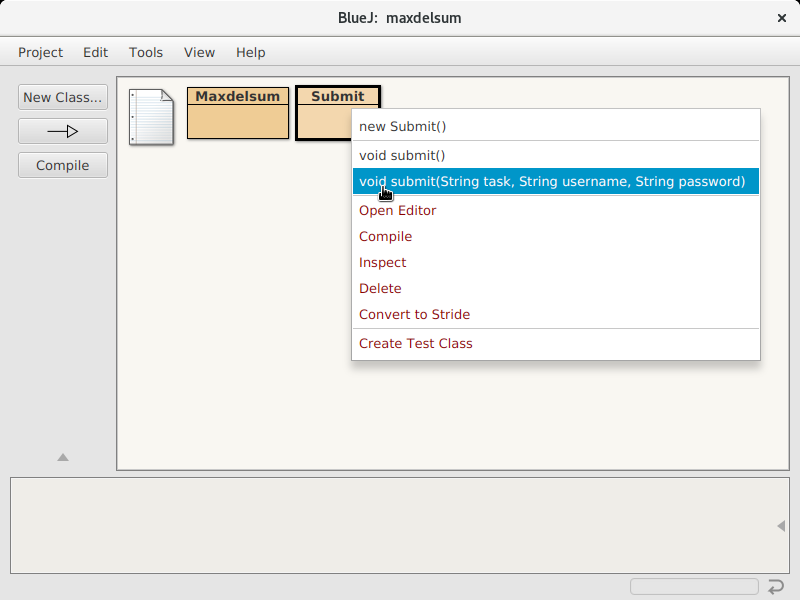 BlueJ:  maxdelsum
Project Edit Tools View Help
New Class...
Compile
Maxdelsum
Submit
new Submit()
void submit()
void submit(String task, String username, String password)
Open Editor
Compile
Inspect
Delete
Convert to Stride
Create Test Class